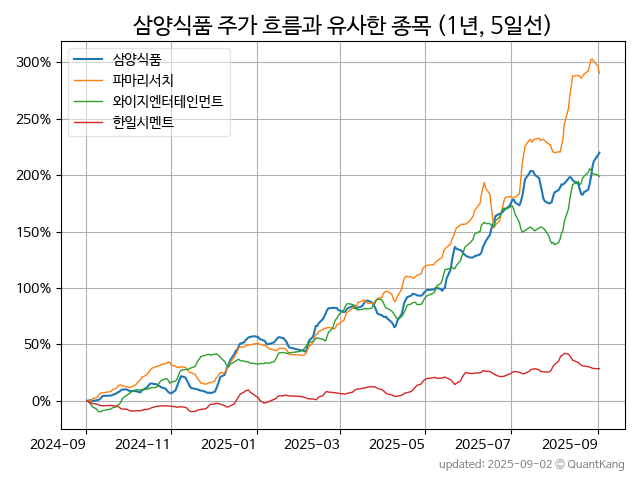 삼양식품 주가 흐름과 유사한 종목 (1년, 5일선)
삼양식품
파마리서치
와이지엔터테인먼트
한일시멘트
300%
250%
200%
150%
100%
50%
0%
2024-09 2024-11 2025-01 2025-03 2025-05 2025-07 2025-09
updated: 2025-09-02 © QuantKang